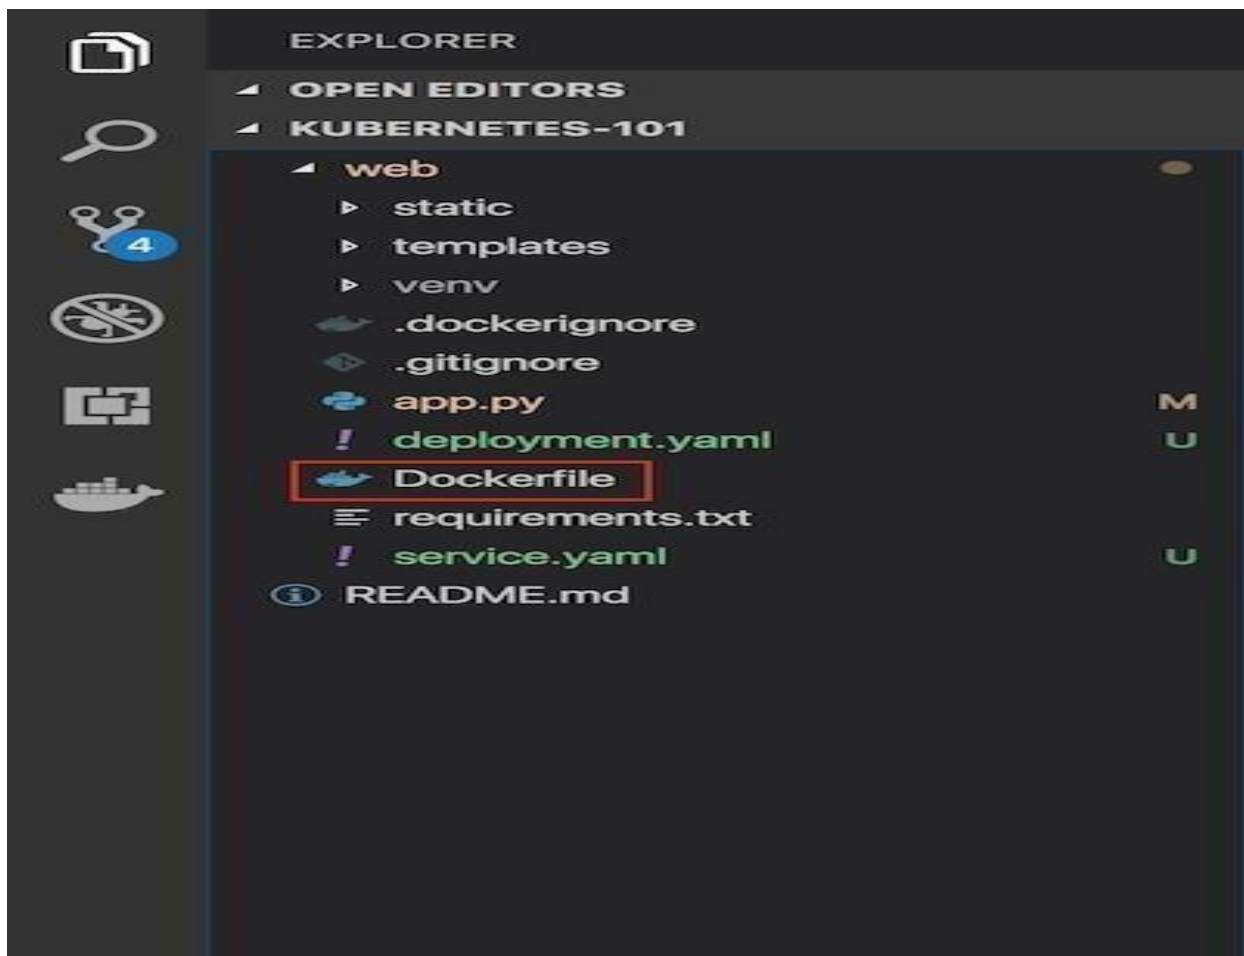 EXPLORER
OPEN EDITORS
KUBERNETES-101
web
static
templates
4
venv
.dockerignore
.gitignore
app.py M
deployment.yaml U
Dockerfile
requirements.txt
service.yaml U
README.md